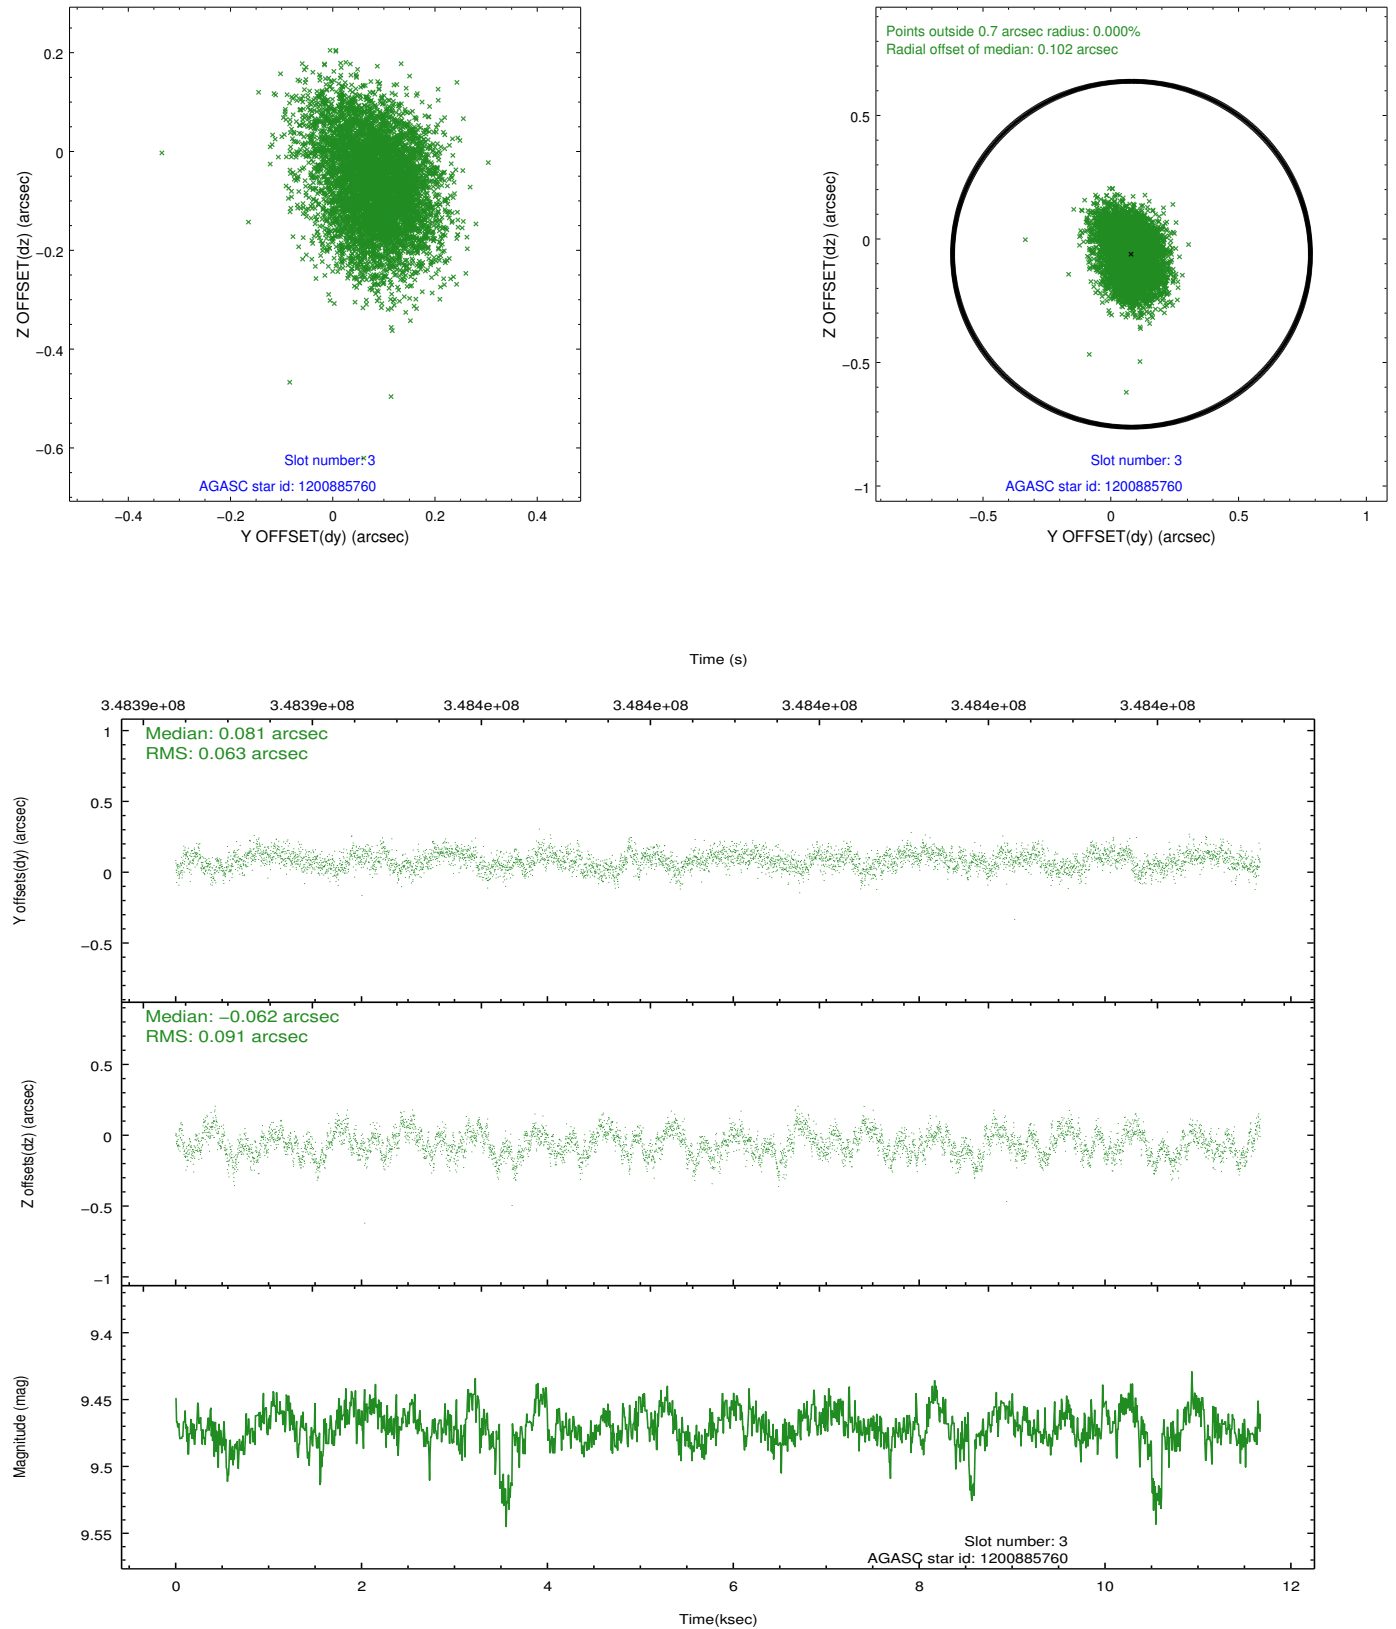 0.2
0
−0.2
−0.4
−0.6
Z OFFSET(dz) (arcsec)
Slot number: 3
AGASC star id: 1200885760
−0.4
−0.2
0
0.2
0.4
Y OFFSET(dy) (arcsec)
Points outside 0.7 arcsec radius: 0.000%
Radial offset of median: 0.102 arcsec
0.5
0
−0.5
−1
Z OFFSET(dz) (arcsec)
Slot number: 3
AGASC star id: 1200885760
−0.5
0
0.5
1
Y OFFSET(dy) (arcsec)
Time (s)
3.4839e+08
3.4839e+08
3.484e+08
3.484e+08
3.484e+08
3.484e+08
3.484e+08
Median: 0.081 arcsec
RMS: 0.063 arcsec
1
0.5
0
−0.5
Y offsets(dy) (arcsec)
Median: −0.062 arcsec
RMS: 0.091 arcsec
0.5
0
−0.5
−1
Z offsets(dz) (arcsec)
9.4
9.45
9.5
9.55
Magnitude (mag)
Slot number: 3
AGASC star id: 1200885760
0
2
4
6
8
10
12
Time(ksec)